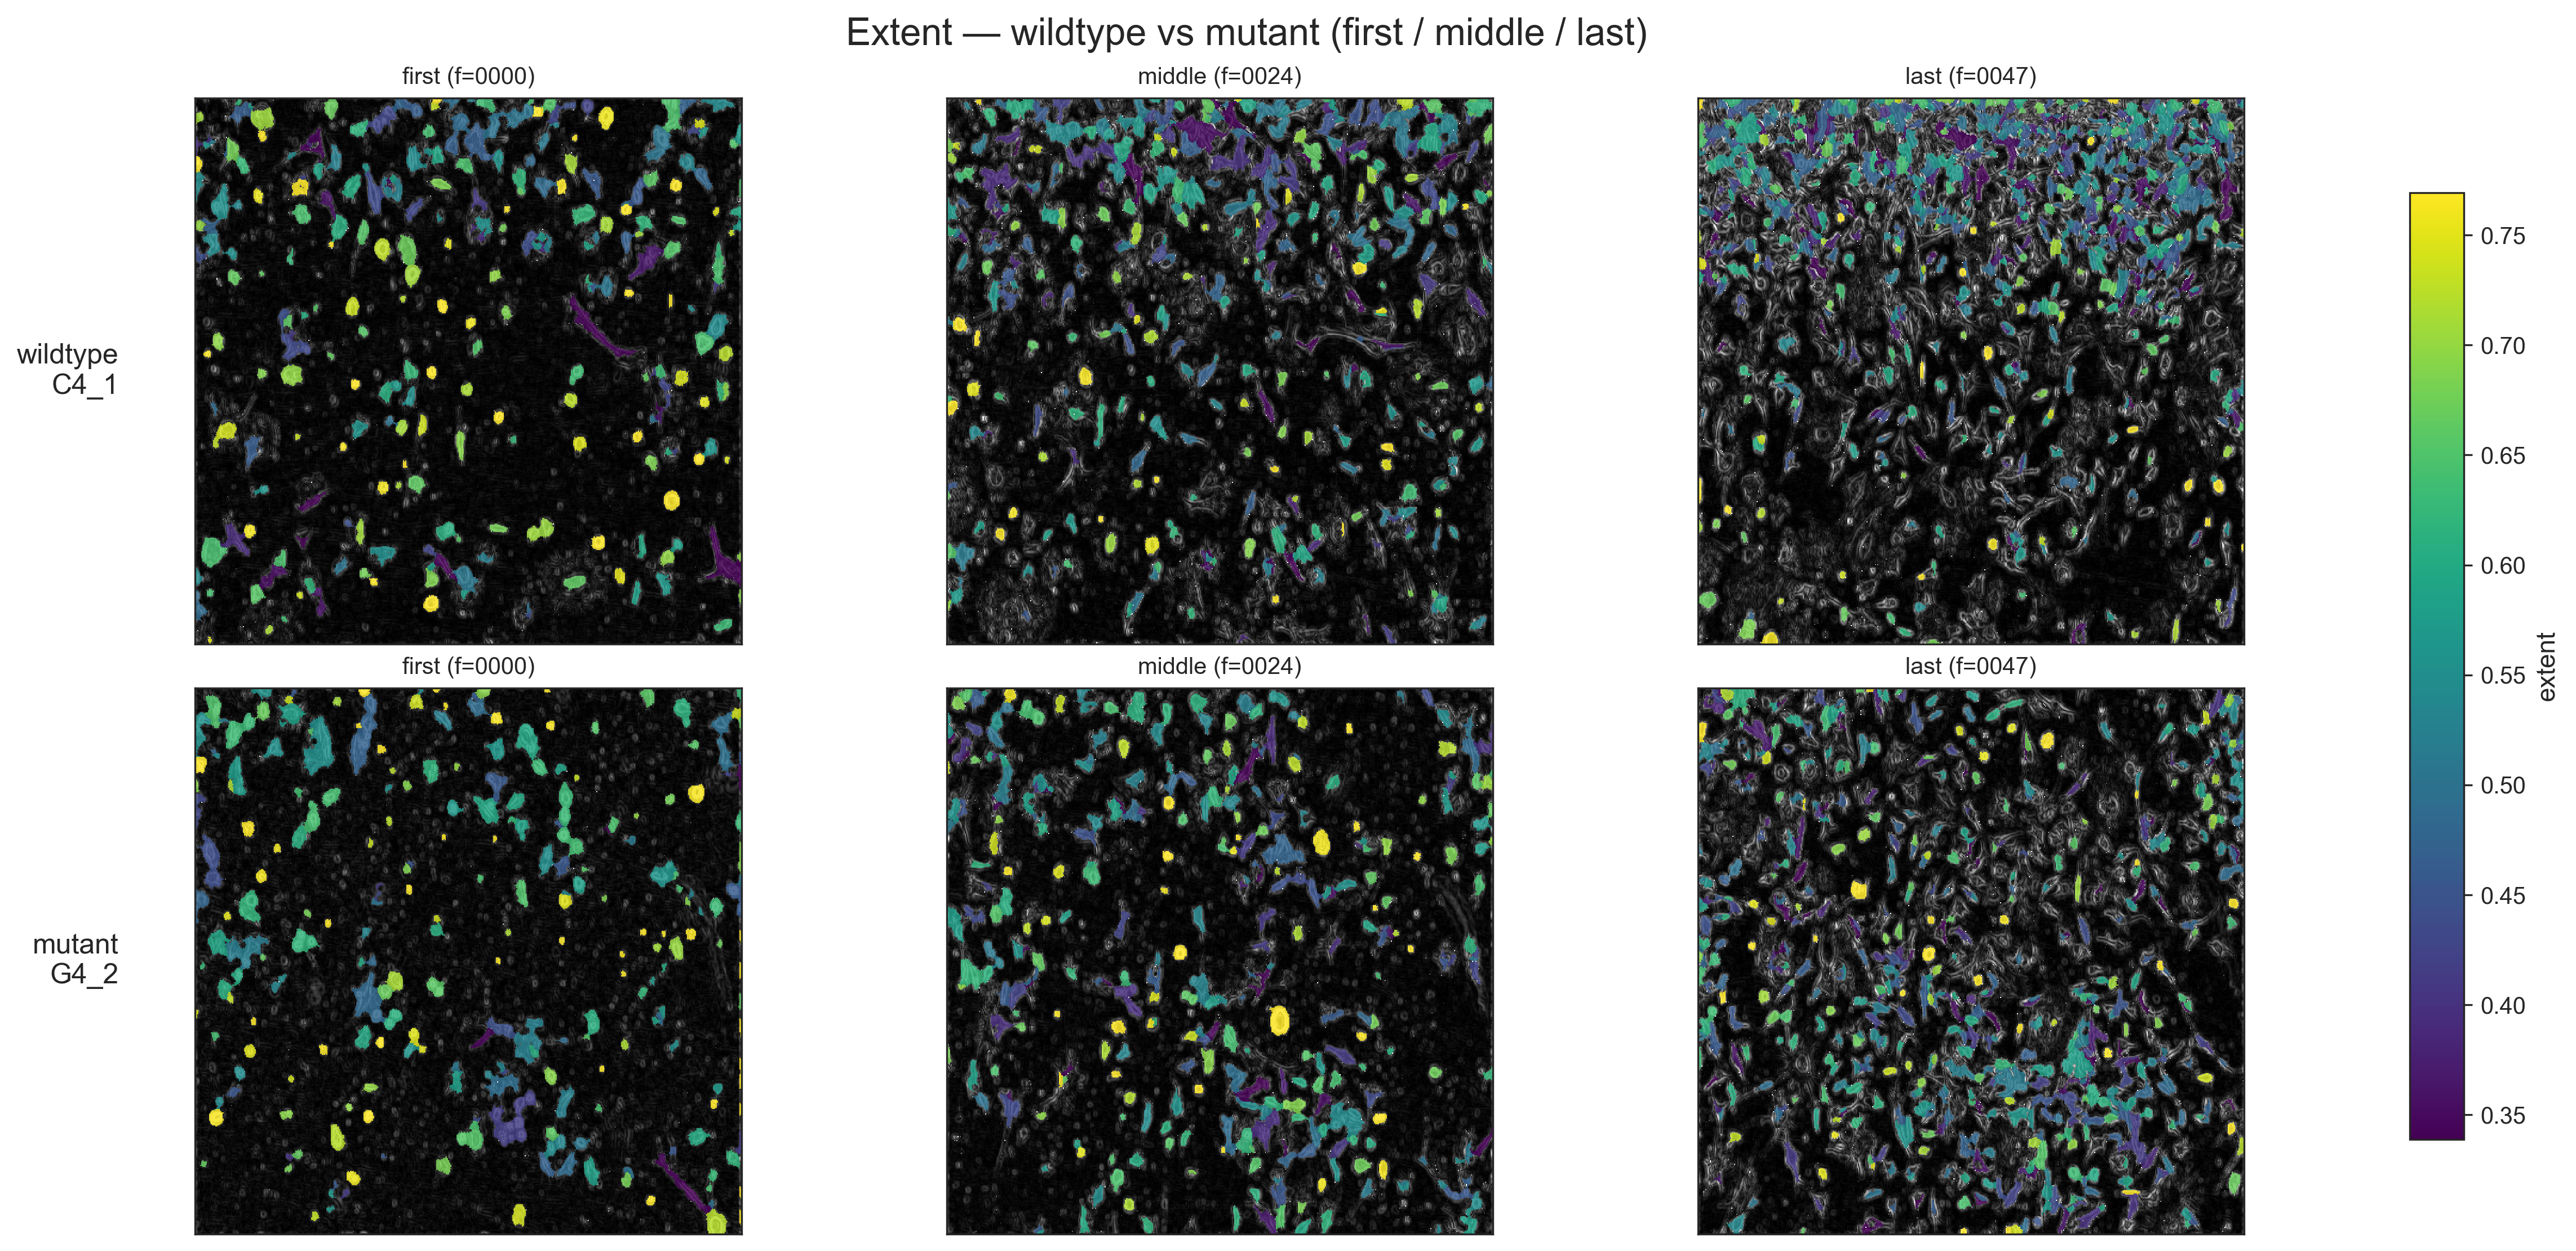 Extent — wildtype vs mutant (first / middle / last)
first (f=0000)
middle (f=0024)
last (f=0047)
wildtype
C4_1
first (f=0000)
middle (f=0024)
last (f=0047)
mutant
G4_2
0.75
0.70
0.65
0.60
0.55
0.50
0.45
0.40
0.35
extent